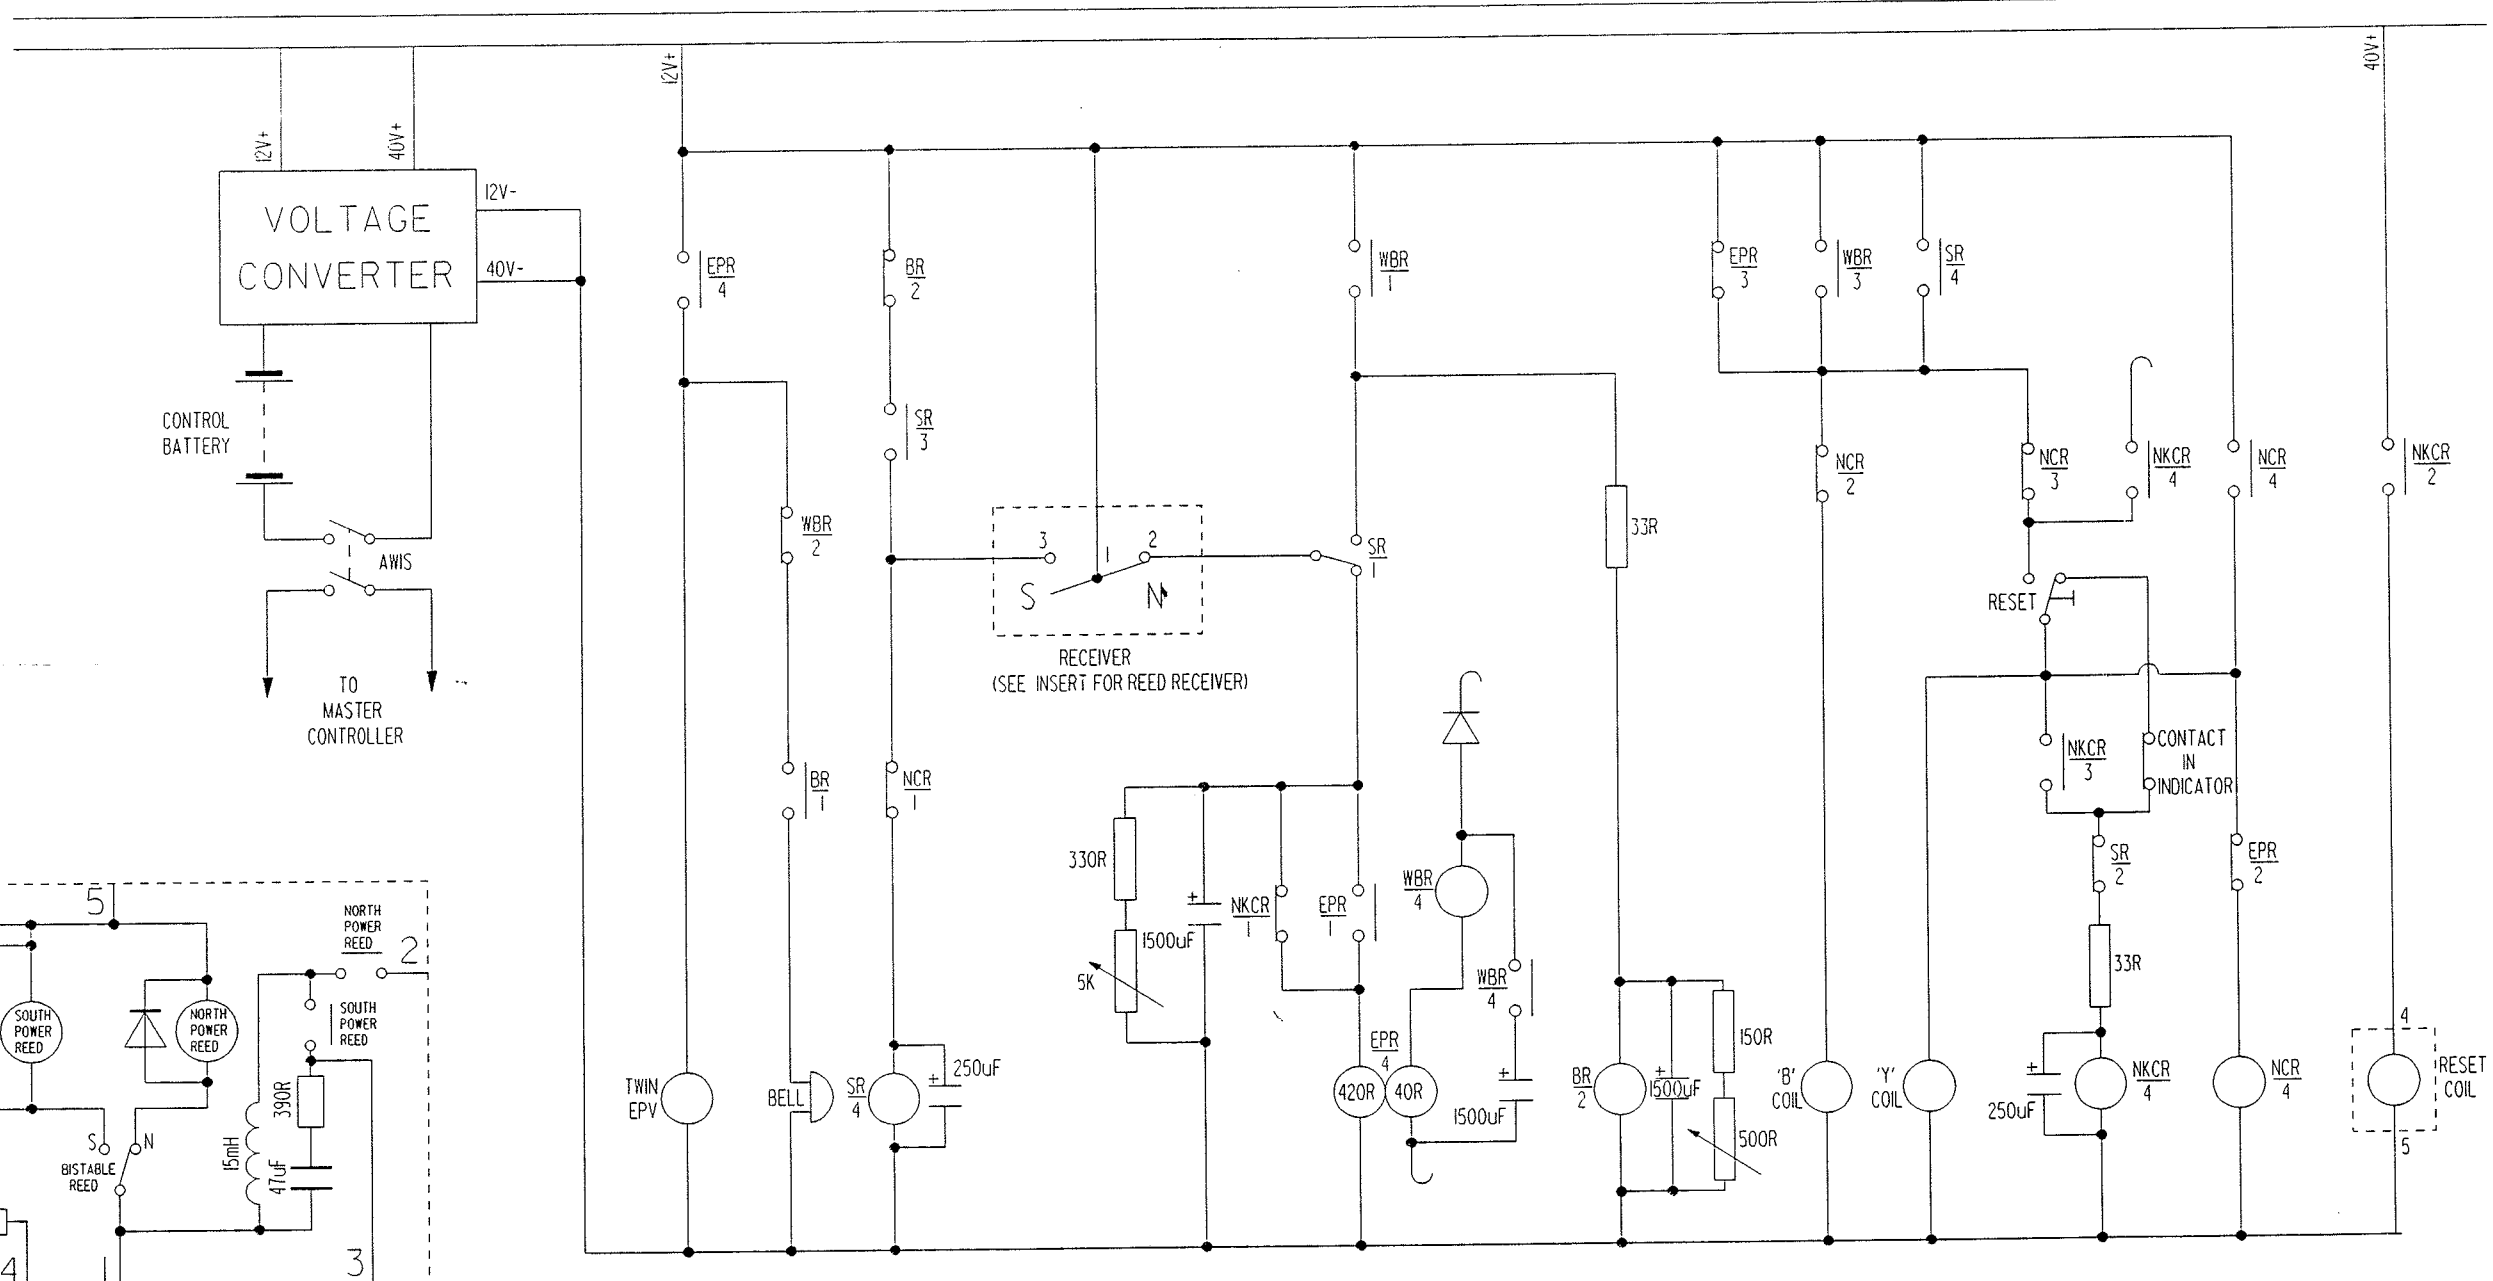 12V+
40V+
12V+
40V+
VOLTAGE
CONVERTER
12V-
40V-
CONTROL
BATTERY
AWIS
TO
MASTER
CONTROLLER
EPR
4
BR
2
WBR
1
EPR
3
WBR
3
SR
4
SR
3
NCR
2
NCR
3
NKCR
4
NCR
4
NKCR
2
WBR
2
3
1
2
S
N
SR
1
33R
RESET
RECEIVER
(SEE INSERT FOR REED RECEIVER)
BR
1
NCR
1
NKCR
3
CONTACT
IN
INDICATOR
330R
5K
1500uF
NKCR
1
EPR
1
WBR
4
WBR
4
SR
2
EPR
2
33R
TWIN
EPV
BELL
SR
4
250uF
EPR
4
420R
40R
1500uF
BR
2
1500uF
150R
500R
'B'
COIL
'Y'
COIL
250uF
NKCR
4
NCR
4
4
RESET
COIL
5
5
NORTH
POWER
REED
2
SOUTH
POWER
REED
NORTH
POWER
REED
SOUTH
POWER
REED
390R
S
N
BISTABLE
REED
15mH
47uF
4
1
3